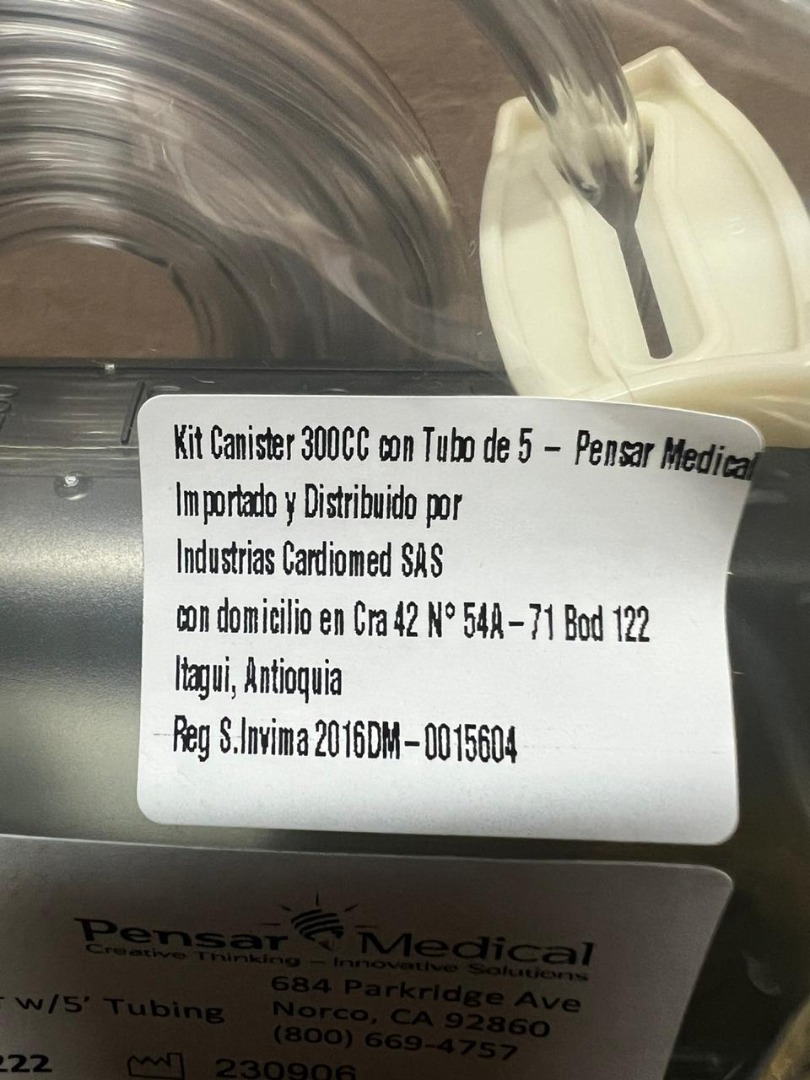 Kit Canister 300CC con Tubo de 5 – Pensar Medical
Importado y Distribuido por
Industrias Cardiomed SAS
con domicilio en Cra 42 N° 54A–71 Bod 122
Itagui, Antioquia
Reg S.Invima 2016DM–0015604
Pensar Medical
Creative Thinking – Innovative Solutions
684 Parkridge Ave
w/5' Tubing
Norco, CA 92860
(800) 669-4757
222
230906